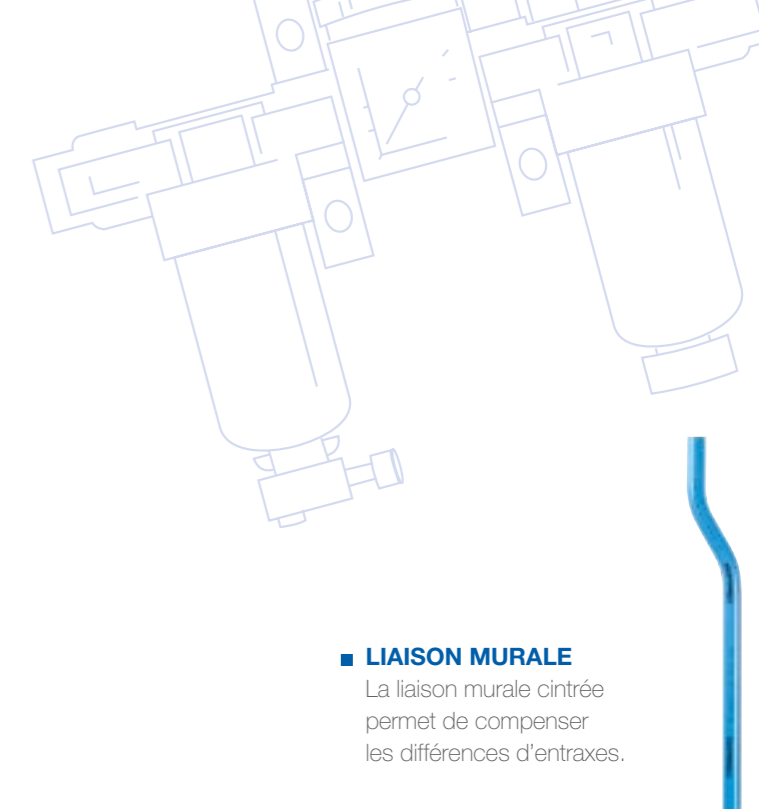 LIAISON MURALE
La liaison murale cintrée
permet de compenser
les différences d'entraxes.